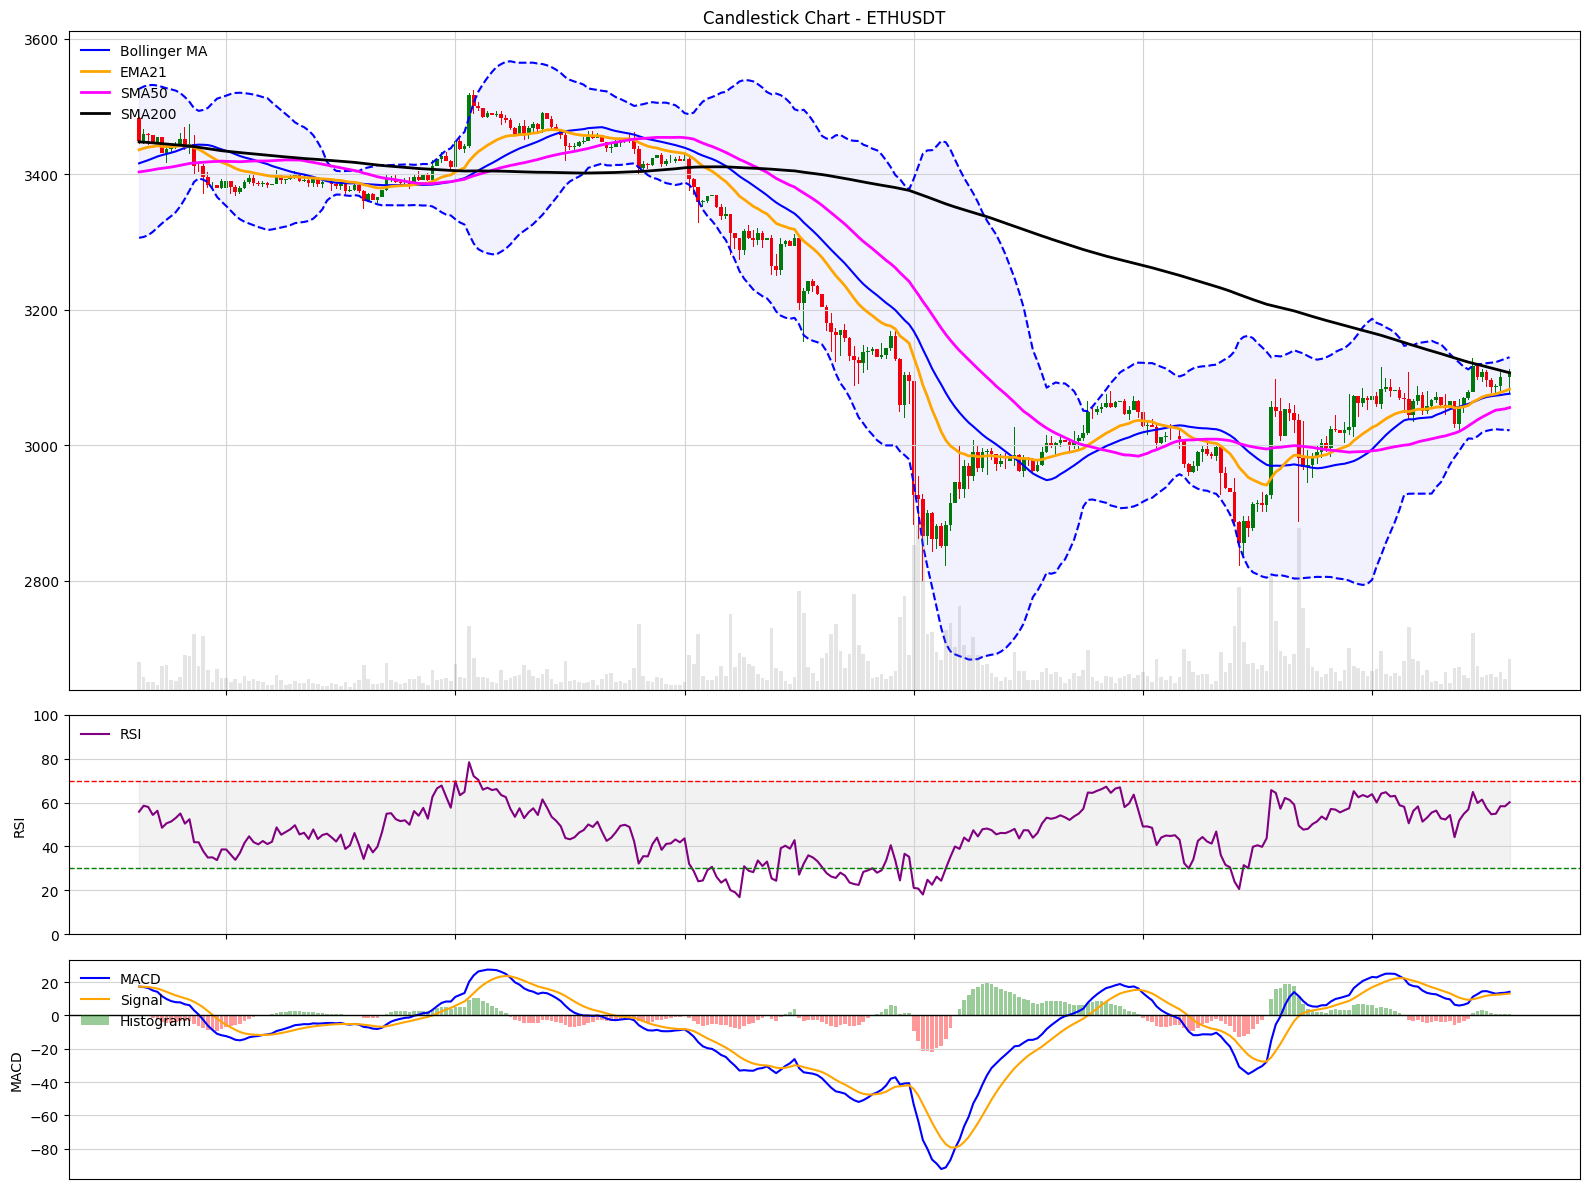 Candlestick Chart - ETHUSDT
3600
3400
3200
3000
2800
Bollinger MA
EMA21
SMA50
SMA200
100
80
60
40
20
0
RSI
RSI
20
0
−20
−40
−60
−80
MACD
MACD
Signal
Histogram